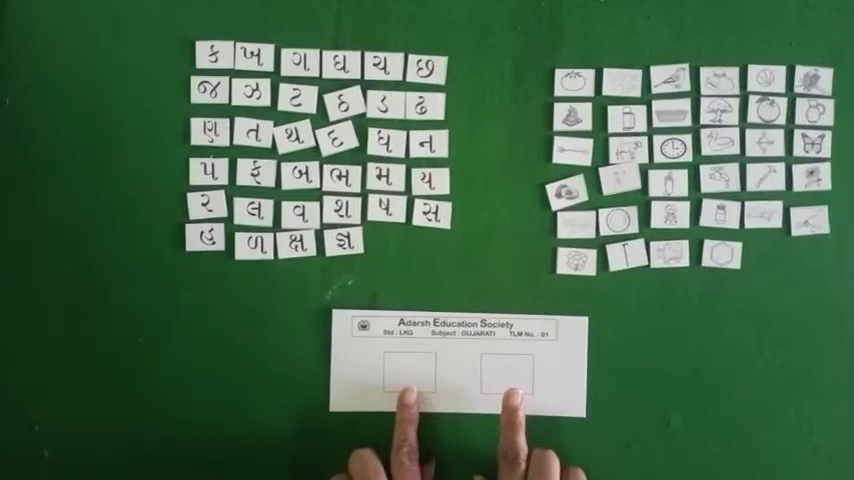 ક ખ ગ ઘ ચ છ
જ ઝ ટ ઠ ડ ઢ
ણ ત થ દ ધ ન
પ ફ બ ભ મ ય
ર લ વ શ ષ સ
હ ળ ક્ષ જ્ઞ
Adarsh Education Society
Std : LKG Subject : GUJARATI TLM No. : 01